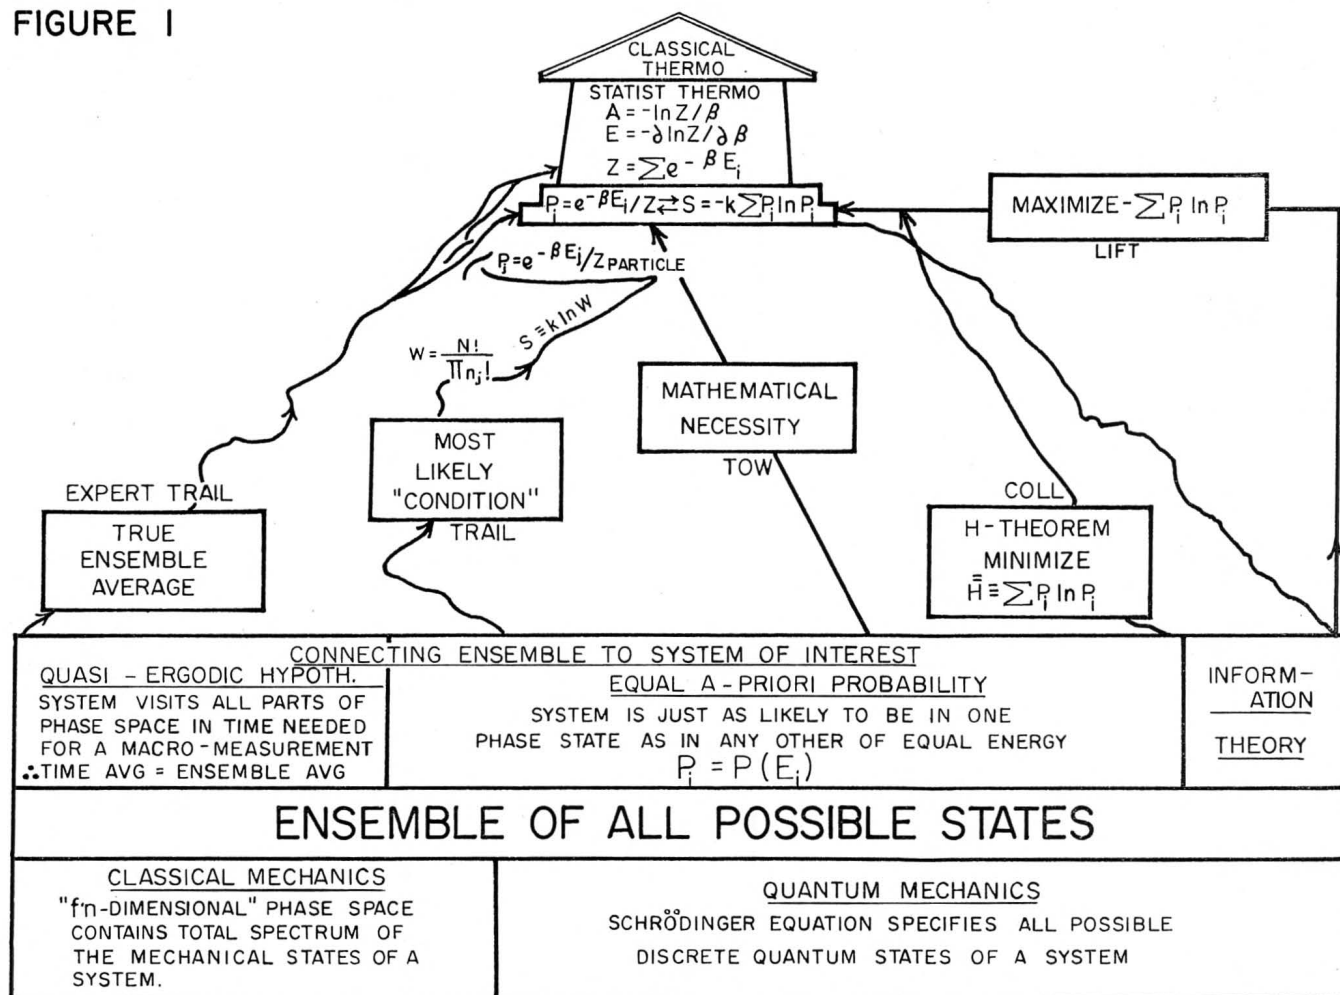 FIGURE 1
CLASSICAL
THERMO
STATIST THERMO
A = -lnZ/β
E = -∂lnZ/∂β
Z = ∑e^-βE_i
P_i = e^-βE_i/Z ⇄ S = -k∑P_i ln P_i
MAXIMIZE -∑P_i ln P_i
LIFT
P_j = e^-βE_j/Z PARTICLE
S ≡ k ln W
W = N!/∏n_j!
MATHEMATICAL
NECESSITY
TOW
MOST
LIKELY
"CONDITION"
TRAIL
EXPERT TRAIL
TRUE
ENSEMBLE
AVERAGE
COLL
H-THEOREM
MINIMIZE
H̿ ≡ ∑P_i ln P_i
CONNECTING ENSEMBLE TO SYSTEM OF INTEREST
QUASI - ERGODIC HYPOTH.
SYSTEM VISITS ALL PARTS OF
PHASE SPACE IN TIME NEEDED
FOR A MACRO-MEASUREMENT
∴TIME AVG = ENSEMBLE AVG
EQUAL A-PRIORI PROBABILITY
SYSTEM IS JUST AS LIKELY TO BE IN ONE
PHASE STATE AS IN ANY OTHER OF EQUAL ENERGY
P_i = P(E_i)
INFORM-
ATION
THEORY
ENSEMBLE OF ALL POSSIBLE STATES
CLASSICAL MECHANICS
"f'n-DIMENSIONAL" PHASE SPACE
CONTAINS TOTAL SPECTRUM OF
THE MECHANICAL STATES OF A
SYSTEM.
QUANTUM MECHANICS
SCHRÖÖDINGER EQUATION SPECIFIES ALL POSSIBLE
DISCRETE QUANTUM STATES OF A SYSTEM